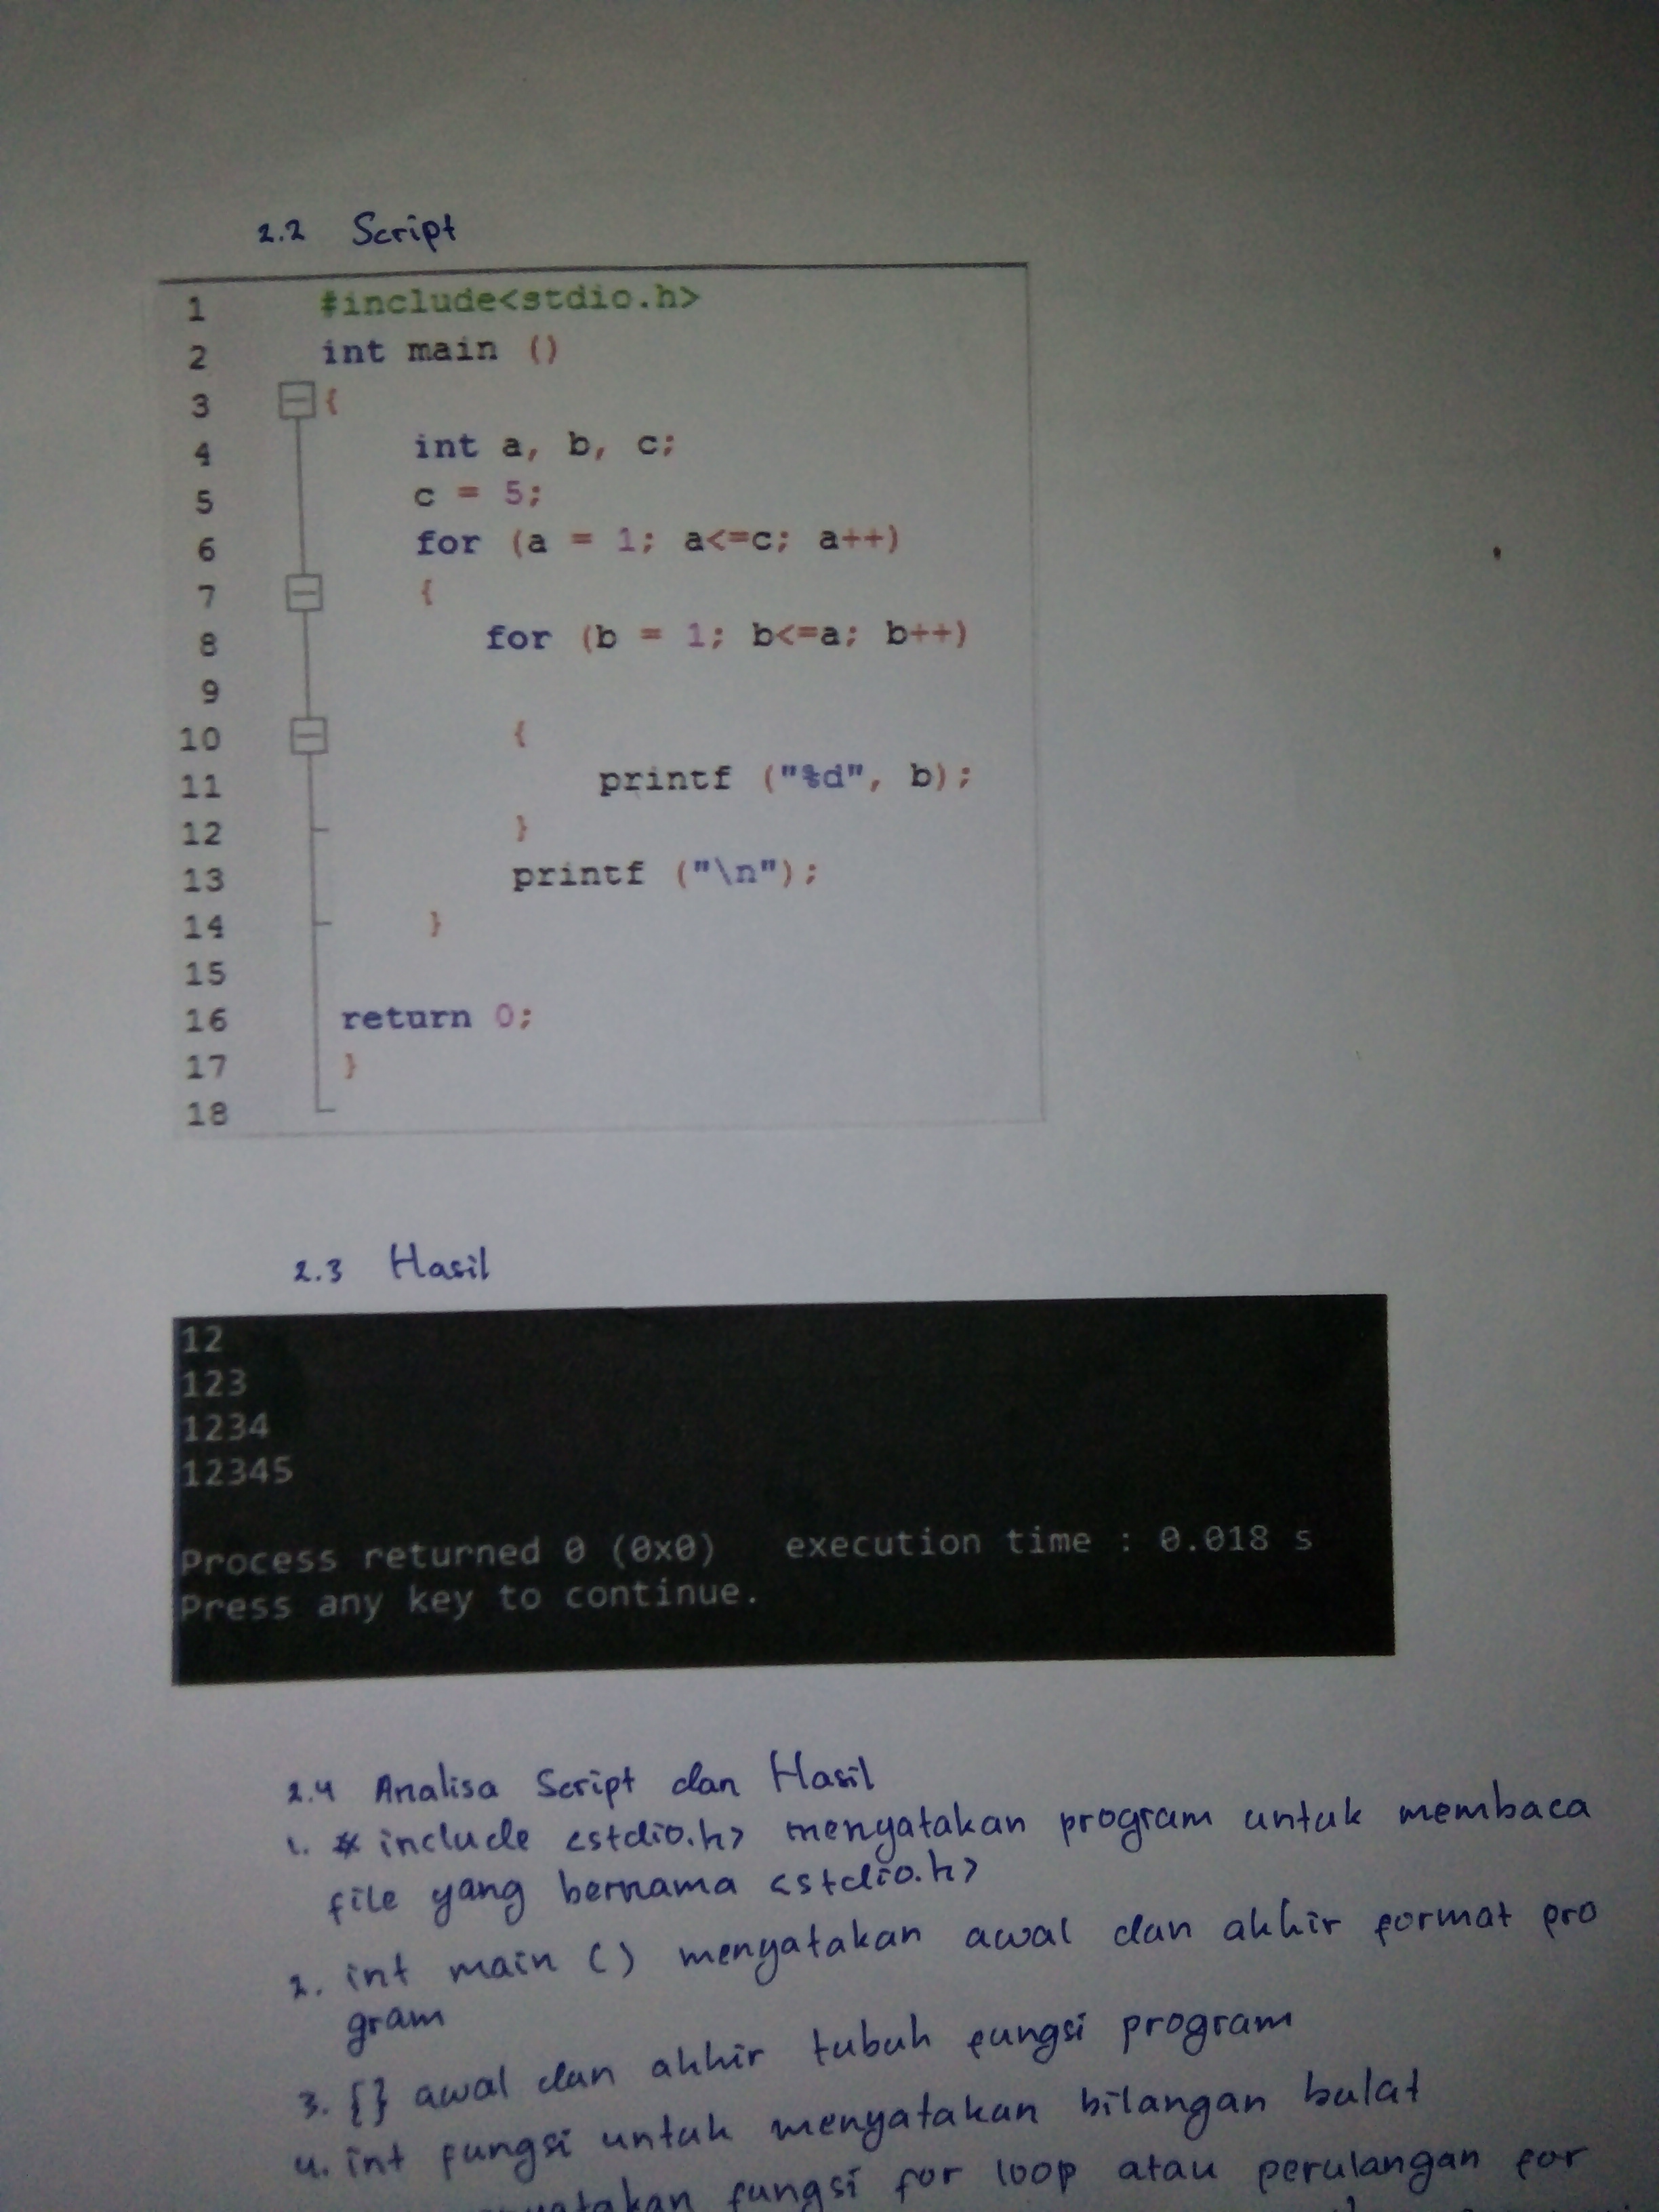 2.2 Script
1 #include<stdio.h>
2 int main ()
3 {
4 int a, b, c;
5 c = 5;
6 for (a = 1; a<=c; a++)
7 {
8 for (b = 1; b<=a; b++)
9
10 {
11 printf ("%d", b);
12 }
13 printf ("\n");
14 }
15
16 return 0;
17 }
18
2.3 Hasil
12
123
1234
12345
Process returned 0 (0x0) execution time : 0.018 s
Press any key to continue.
2.4 Analisa Script dan Hasil
1. # include <stdio.h> menyatakan program untuk membaca
file yang bernama <stdio.h>
2. int main () menyatakan awal dan akhir format pro
gram
3. {} awal dan akhir tubuh fungsi program
4. int fungsi untuk menyatakan bilangan bulat
fungsi for loop atau perulangan for